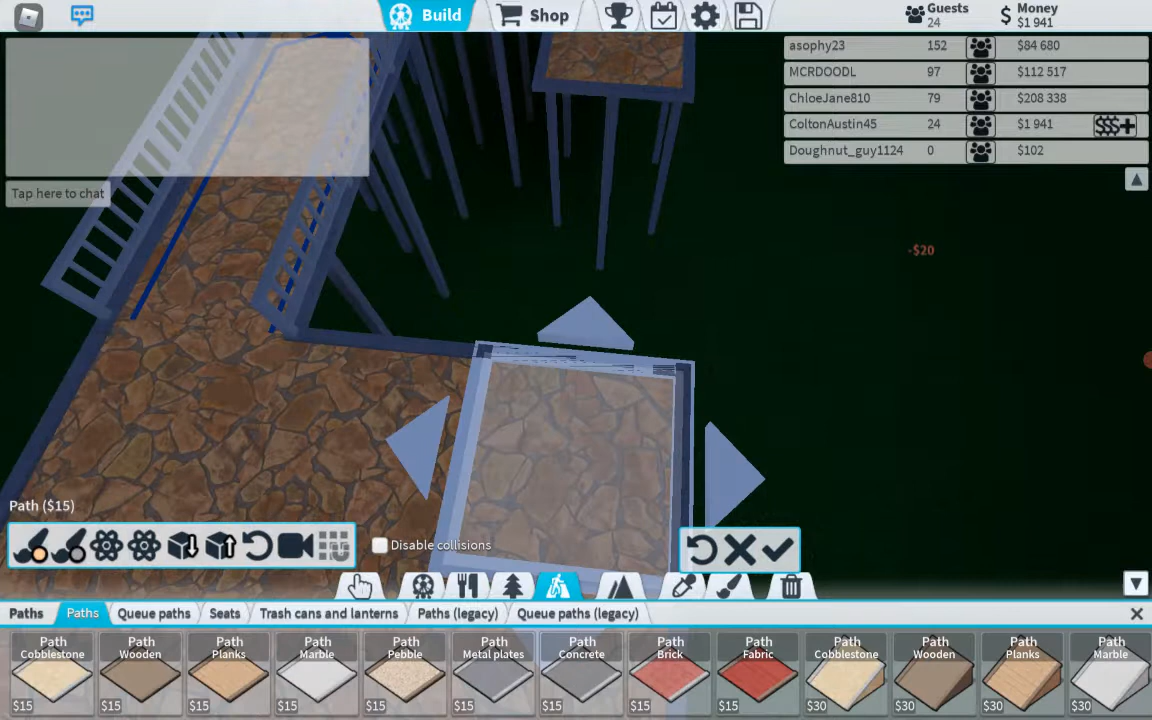 Build
Shop
Guests
24
Money
$1 941
asophy23 152 $84 680
MCRDOODL 97 $112 517
ChloeJane810 79 $208 338
ColtonAustin45 24 $1 941 $$$+
Doughnut_guy1124 0 $102
Tap here to chat
-$20
Path ($15)
Disable collisions
Paths Paths Queue paths Seats Trash cans and lanterns Paths (legacy) Queue paths (legacy)
Path Cobblestone $15
Path Wooden $15
Path Planks $15
Path Marble $15
Path Pebble $15
Path Metal plates $15
Path Concrete $15
Path Brick $15
Path Fabric $15
Path Cobblestone $30
Path Wooden $30
Path Planks $30
Path Marble $30